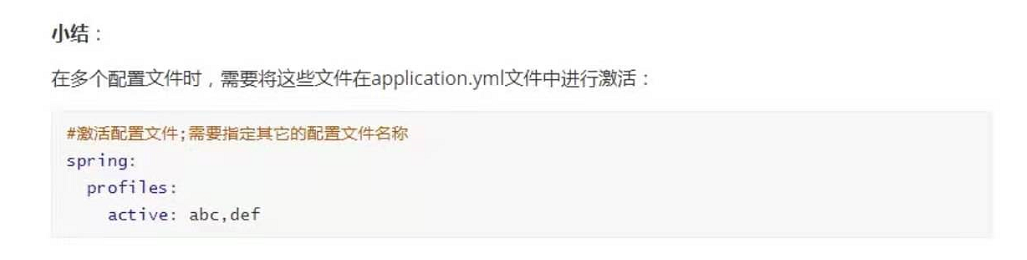 小结：
在多个配置文件时，需要将这些文件在application.yml文件中进行激活：
#激活配置文件;需要指定其它的配置文件名称
spring:
  profiles:
    active: abc,def